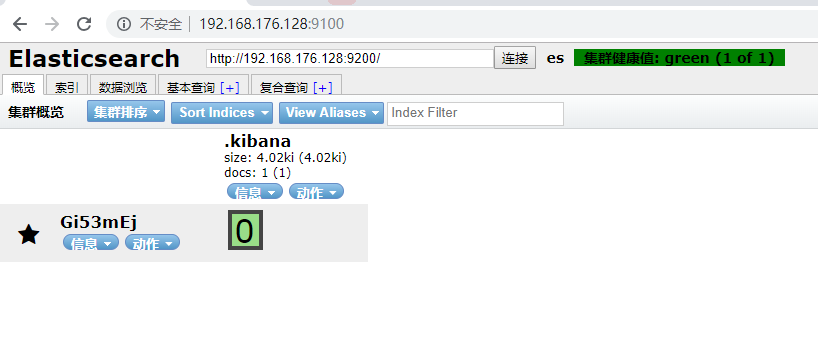 不安全 192.168.176.128:9100
Elasticsearch http://192.168.176.128:9200/ 连接 es 集群健康值: green (1 of 1)
概览 索引 数据浏览 基本查询 [+] 复合查询 [+]
集群概览 集群排序 Sort Indices View Aliases Index Filter
.kibana
size: 4.02ki (4.02ki)
docs: 1 (1)
信息 动作
Gi53mEj
信息 动作
0